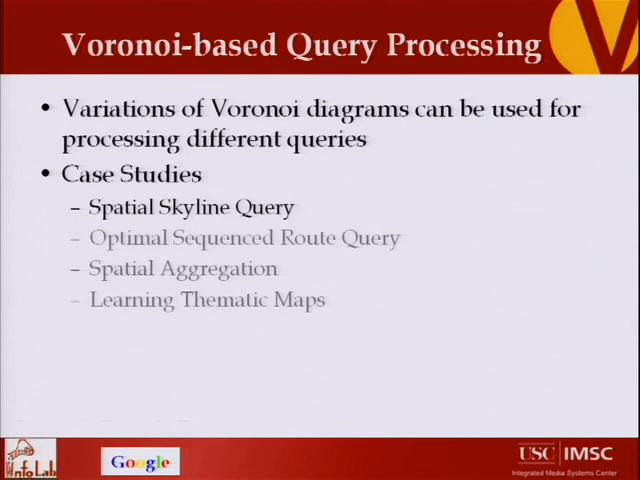 Voronoi-based Query Processing
• Variations of Voronoi diagrams can be used for
processing different queries
• Case Studies
– Spatial Skyline Query
– Optimal Sequenced Route Query
– Spatial Aggregation
– Learning Thematic Maps
InfoLab
Google
USC IMSC
Integrated Media Systems Center